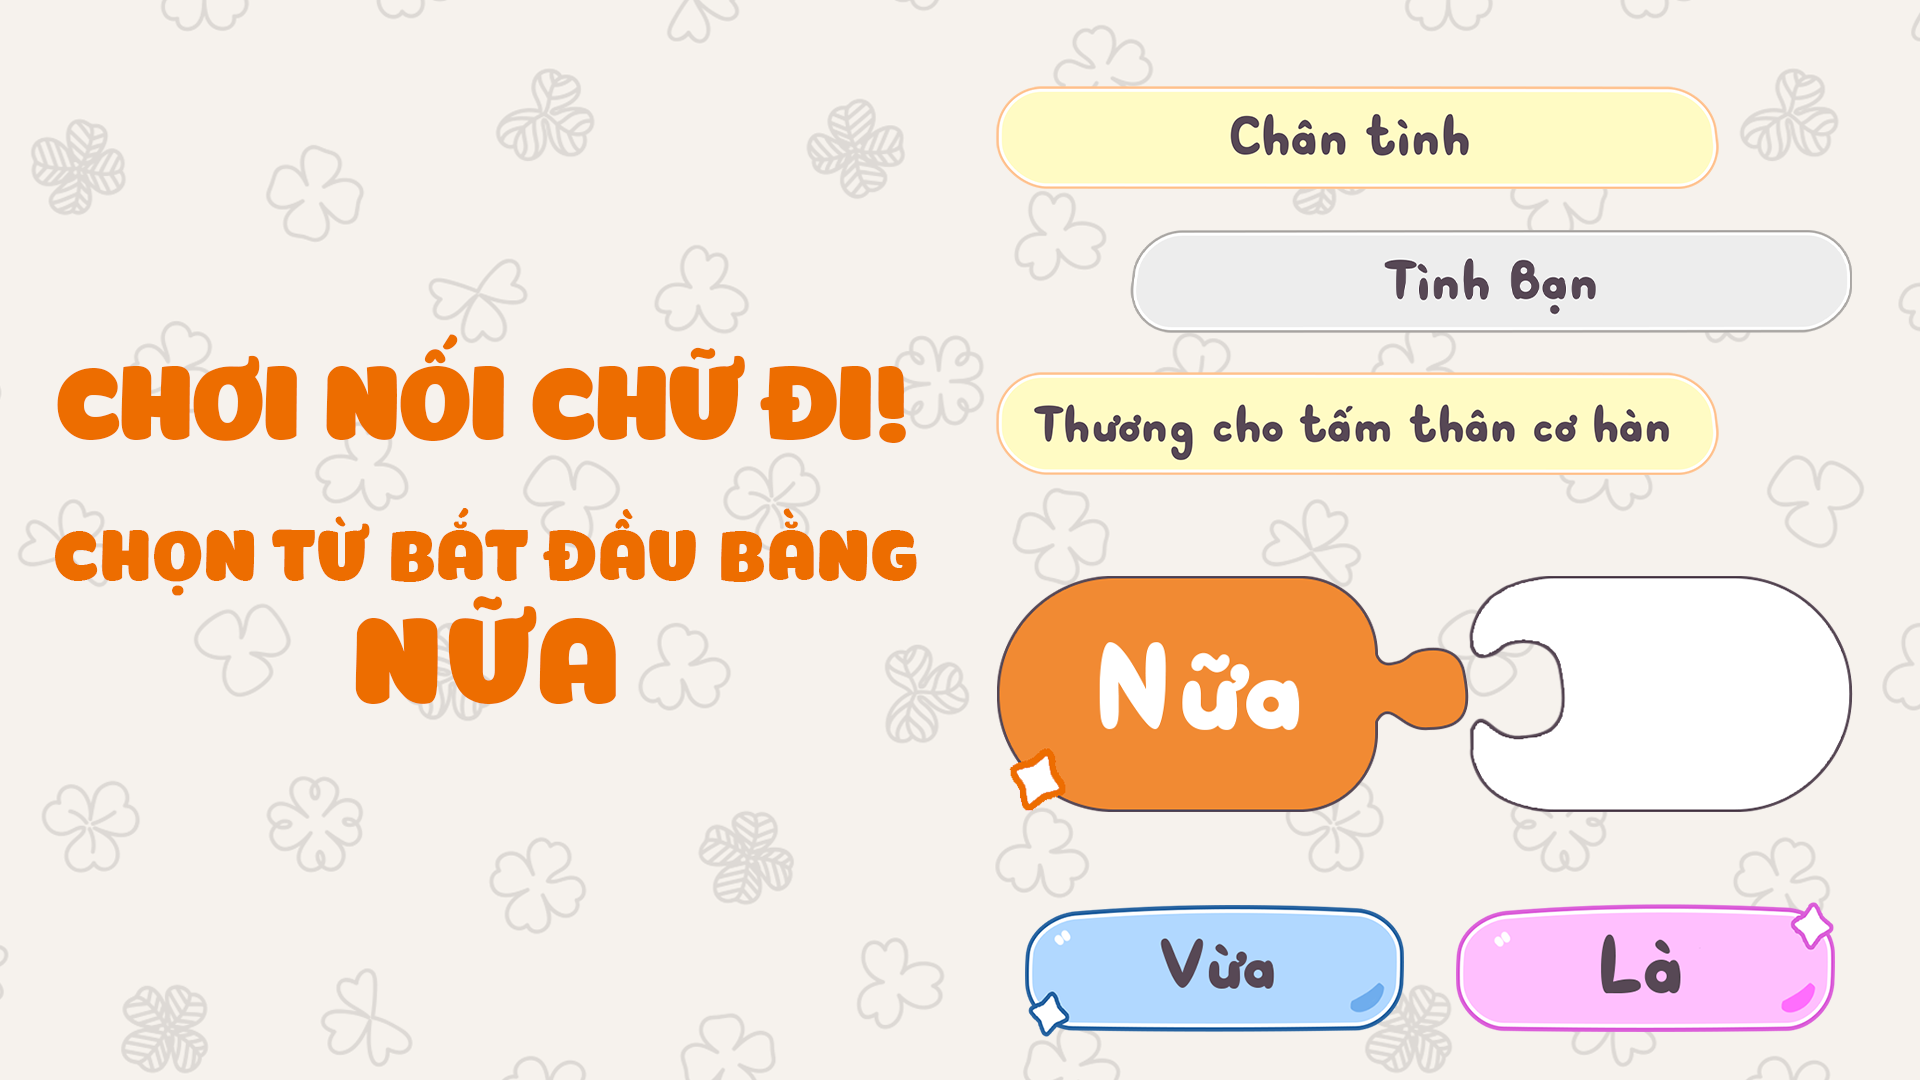 CHƠI NỐI CHỮ ĐI!
CHỌN TỪ BẮT ĐẦU BẰNG
NỮA
Chân tình
Tình Bạn
Thương cho tấm thân cơ hàn
Nữa
Vừa
Là